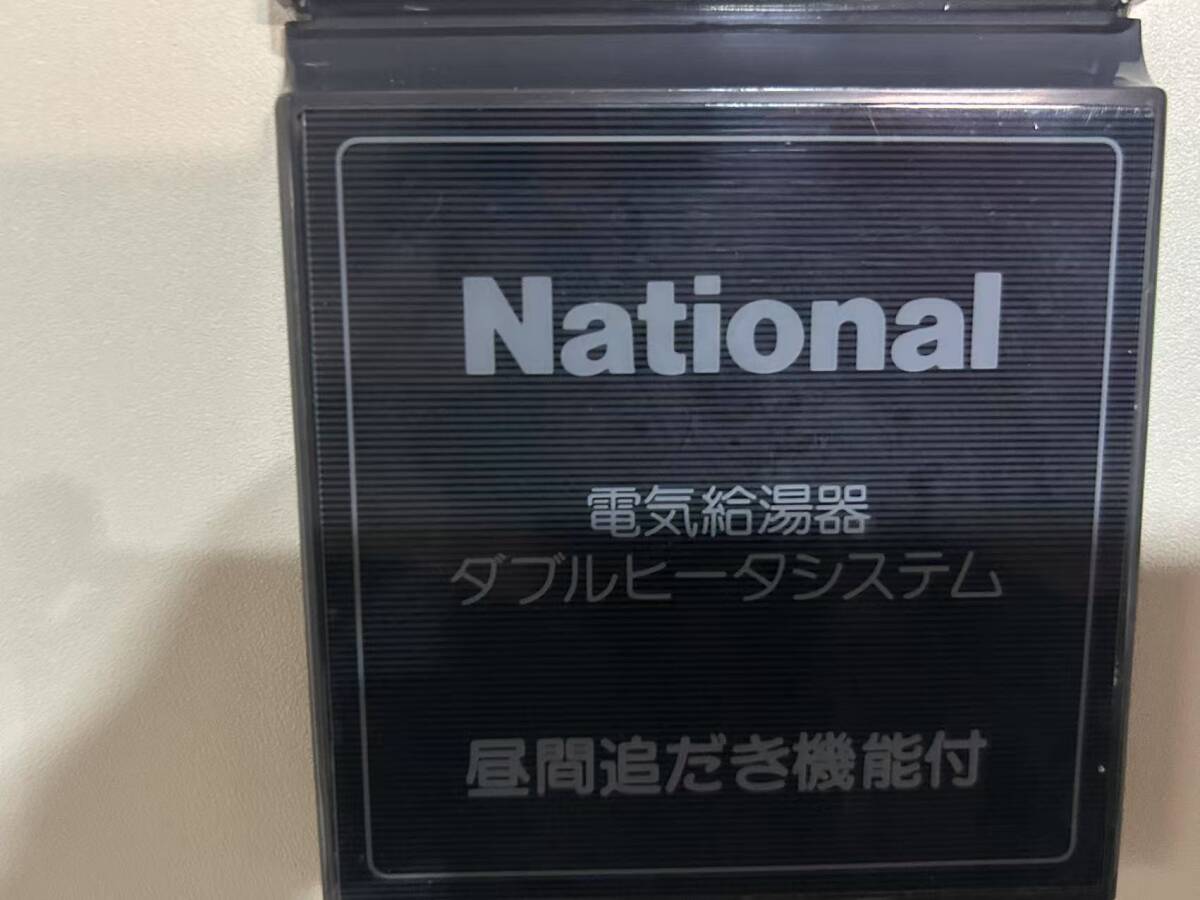 National
電気給湯器
ダブルヒータシステム
昼間追だき機能付